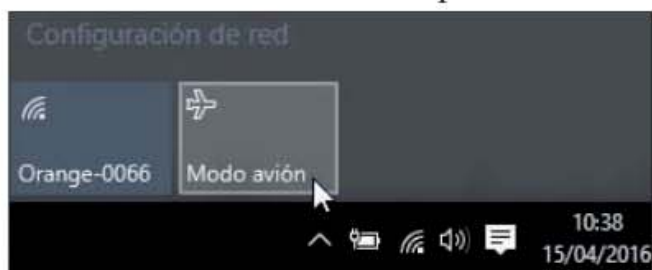 Configuración de red
Orange-0066
Modo avión
10:38
15/04/2016